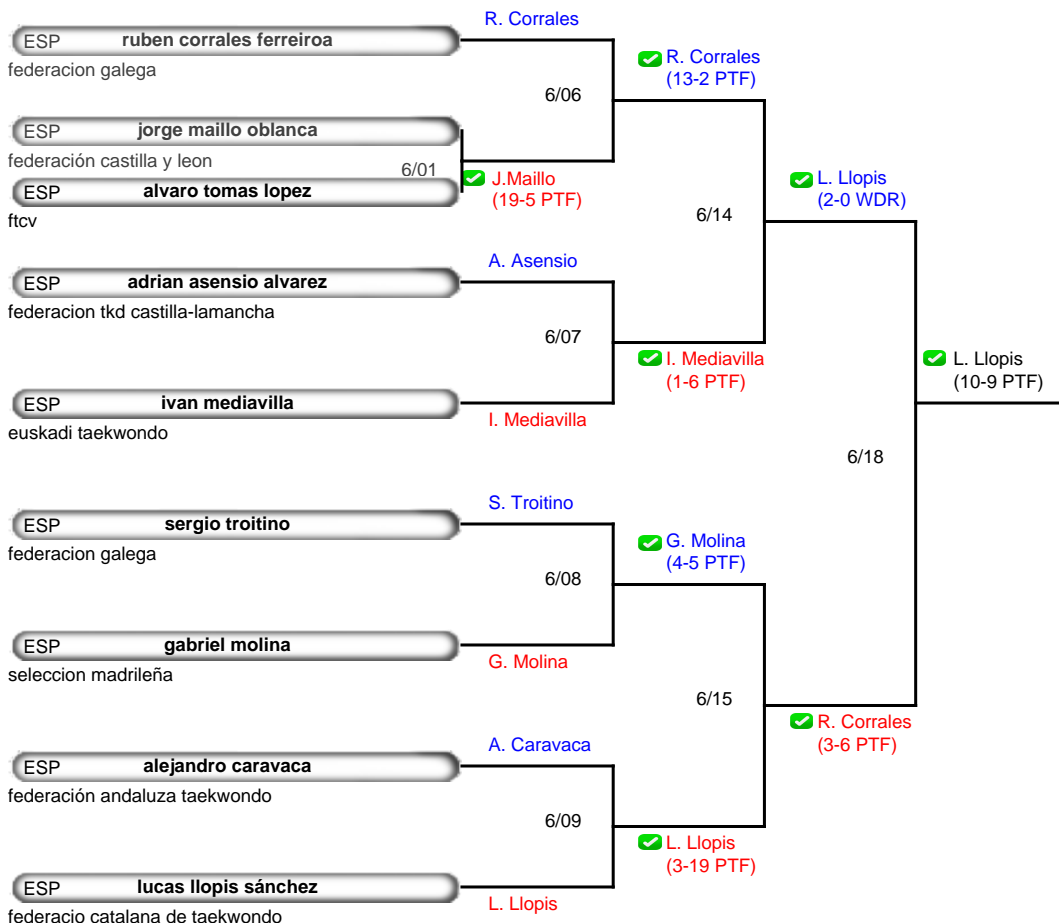 R. Corrales
ESP ruben corrales ferreiroa
federacion galega
R. Corrales
(13-2 PTF)
6/06
ESP jorge maillo oblanca
federación castilla y leon
6/01
J.Maillo
(19-5 PTF)
ESP alvaro tomas lopez
ftcv
L. Llopis
(2-0 WDR)
6/14
A. Asensio
ESP adrian asensio alvarez
federacion tkd castilla-lamancha
6/07
I. Mediavilla
(1-6 PTF)
L. Llopis
(10-9 PTF)
ESP ivan mediavilla
I. Mediavilla
euskadi taekwondo
6/18
S. Troitino
ESP sergio troitino
federacion galega
G. Molina
(4-5 PTF)
6/08
ESP gabriel molina
G. Molina
seleccion madrileña
6/15
R. Corrales
(3-6 PTF)
A. Caravaca
ESP alejandro caravaca
federación andaluza taekwondo
6/09
L. Llopis
(3-19 PTF)
ESP lucas llopis sánchez
L. Llopis
federacio catalana de taekwondo